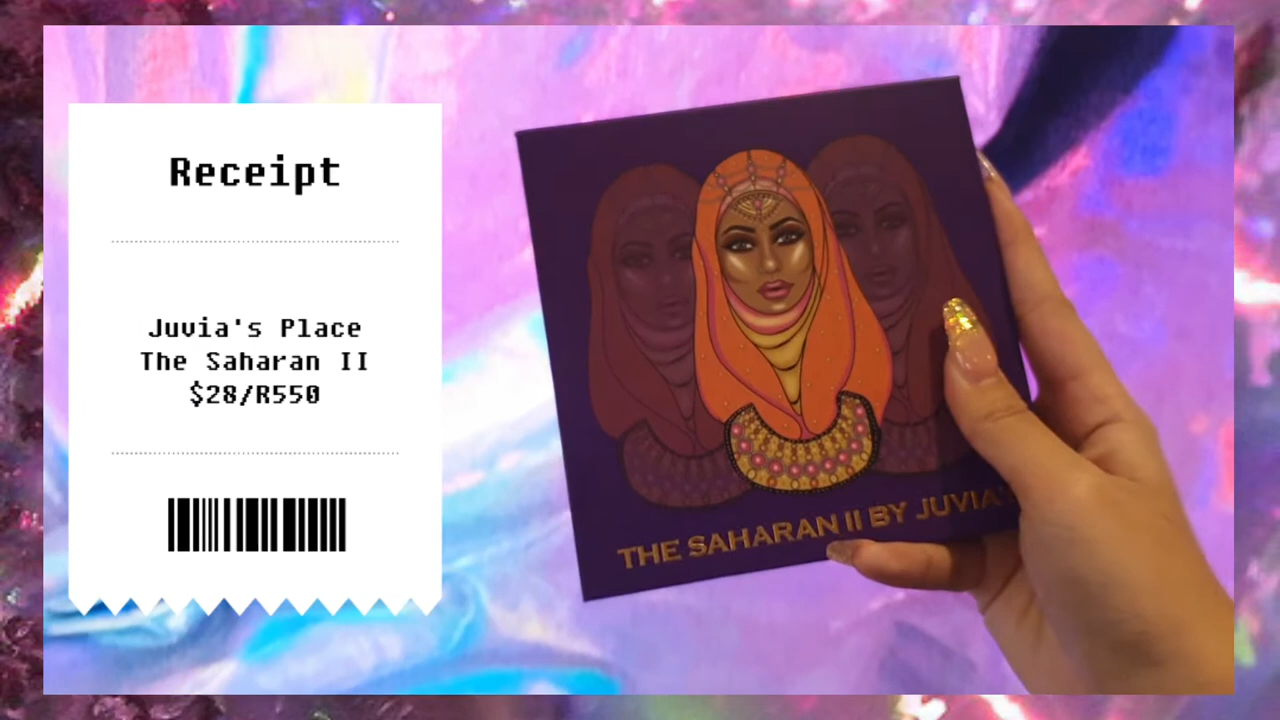 Receipt
Juvia's Place
The Saharan II
$28/R550
THE SAHARAN II BY JUVIA'S